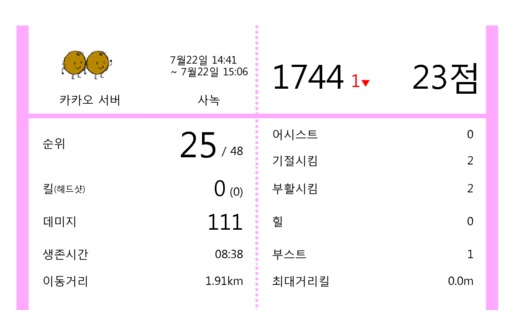 7월22일 14:41
~ 7월22일 15:06
카카오 서버
사녹
1744 1▼
23점
순위 25 / 48
킬(헤드샷) 0 (0)
데미지 111
생존시간 08:38
이동거리 1.91km
어시스트 0
기절시킴 2
부활시킴 2
힐 0
부스트 1
최대거리킬 0.0m